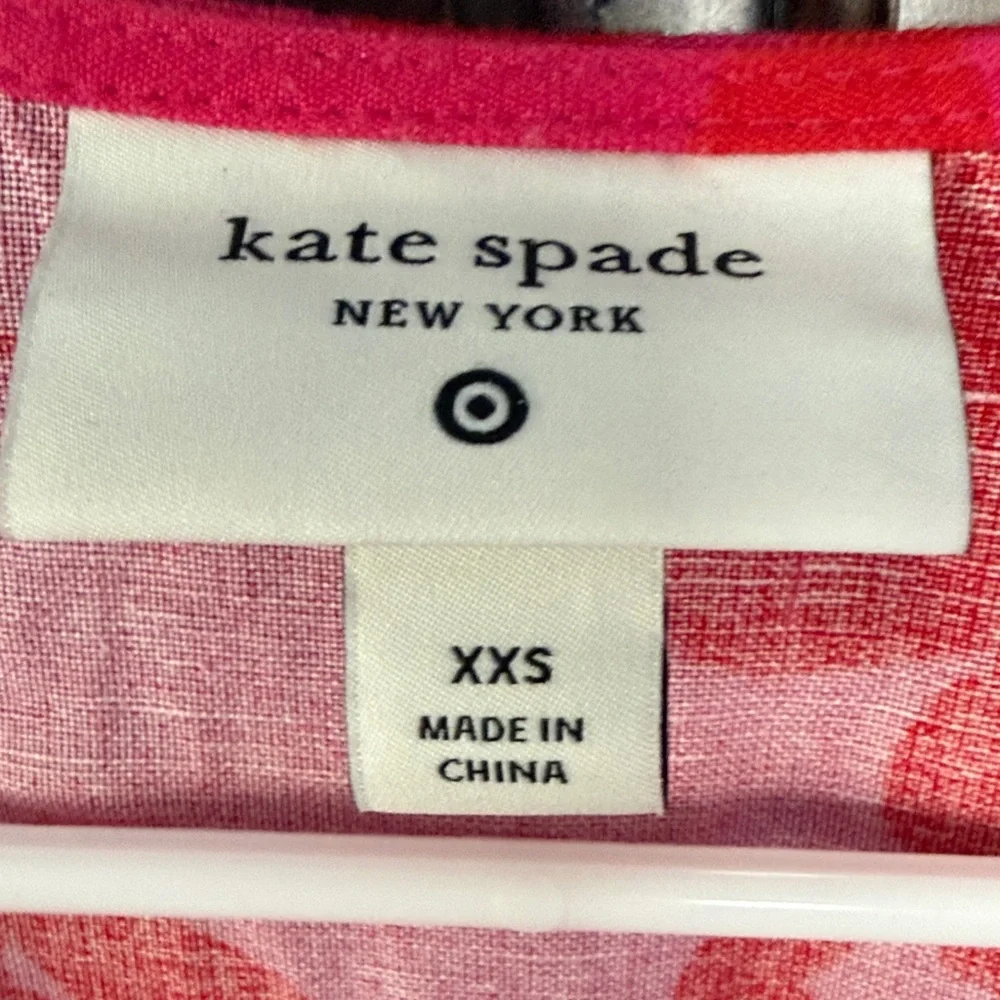 kate spade
NEW YORK
XXS
MADE IN
CHINA